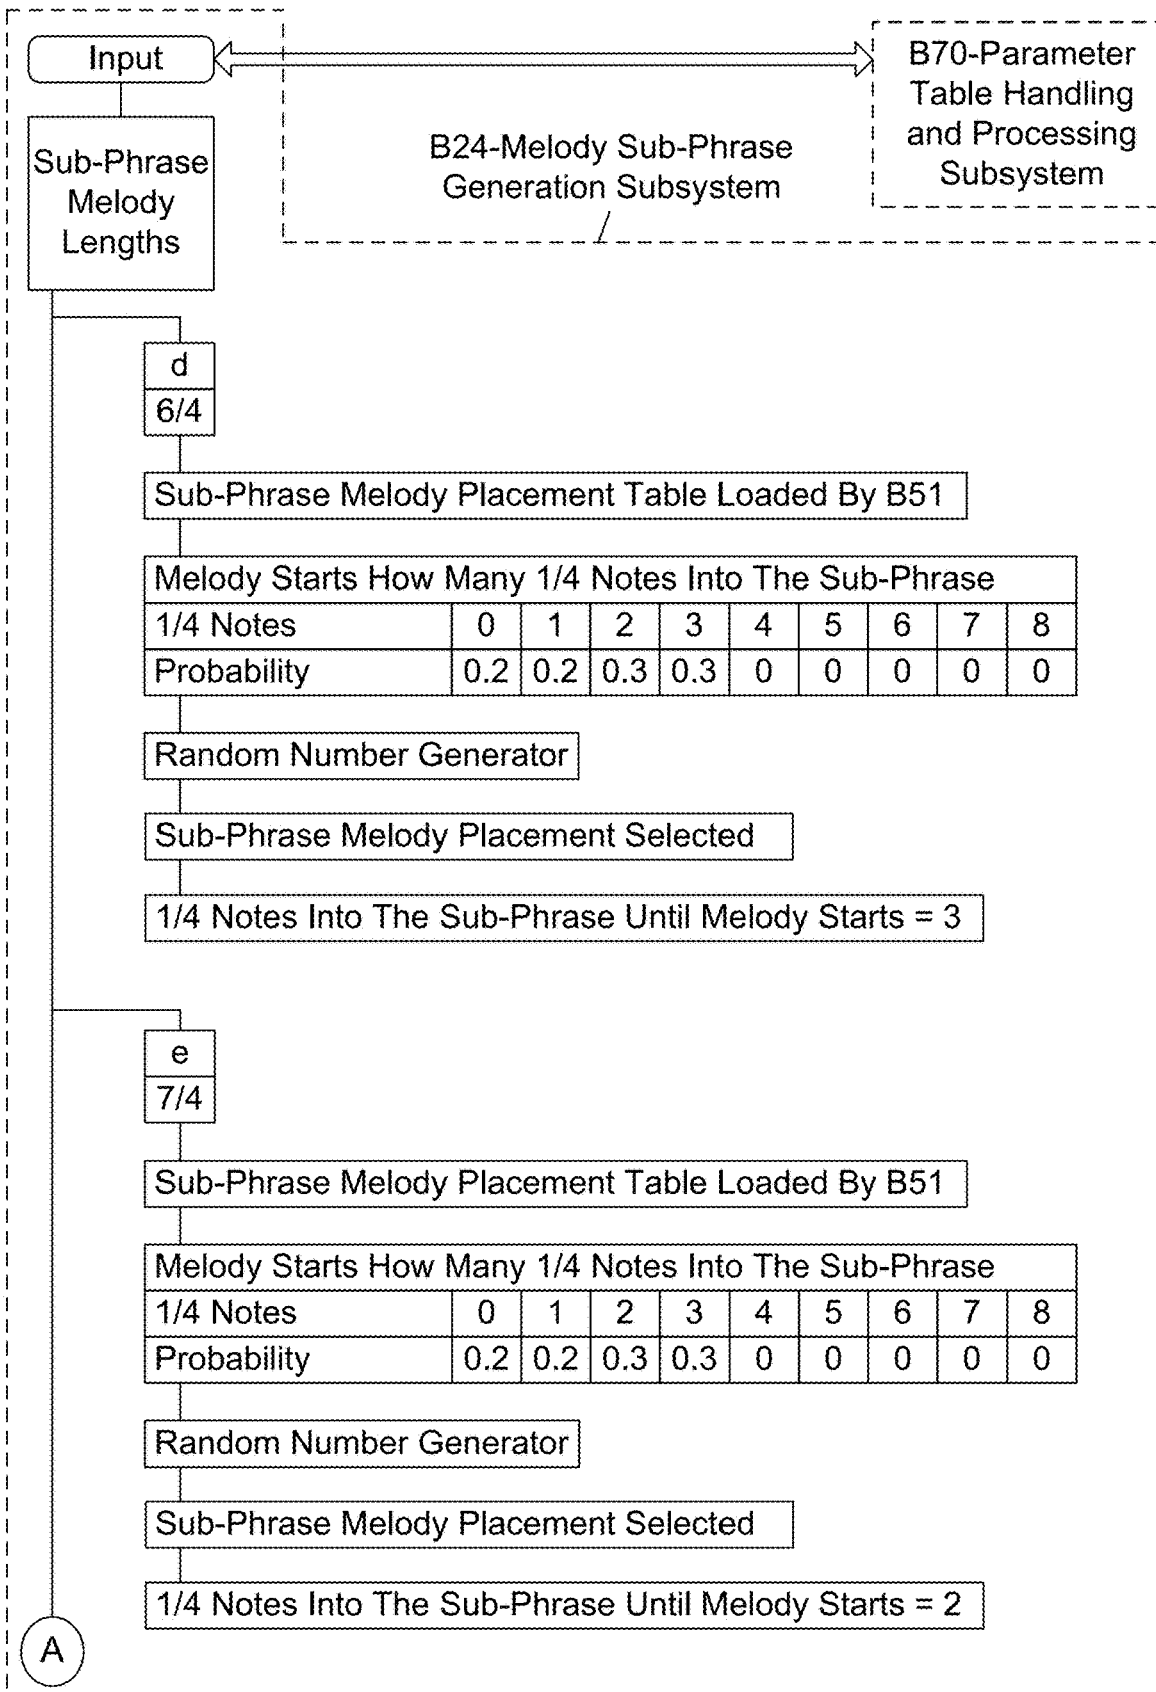 Input
B70-Parameter
Table Handling
and Processing
Subsystem
B24-Melody Sub-Phrase
Generation Subsystem
Sub-Phrase
Melody
Lengths
d
6/4
Sub-Phrase Melody Placement Table Loaded By B51
Melody Starts How Many 1/4 Notes Into The Sub-Phrase
1/4 Notes 0 1 2 3 4 5 6 7 8
Probability 0.2 0.2 0.3 0.3 0 0 0 0 0
Random Number Generator
Sub-Phrase Melody Placement Selected
1/4 Notes Into The Sub-Phrase Until Melody Starts = 3
e
7/4
Sub-Phrase Melody Placement Table Loaded By B51
Melody Starts How Many 1/4 Notes Into The Sub-Phrase
1/4 Notes 0 1 2 3 4 5 6 7 8
Probability 0.2 0.2 0.3 0.3 0 0 0 0 0
Random Number Generator
Sub-Phrase Melody Placement Selected
1/4 Notes Into The Sub-Phrase Until Melody Starts = 2
A